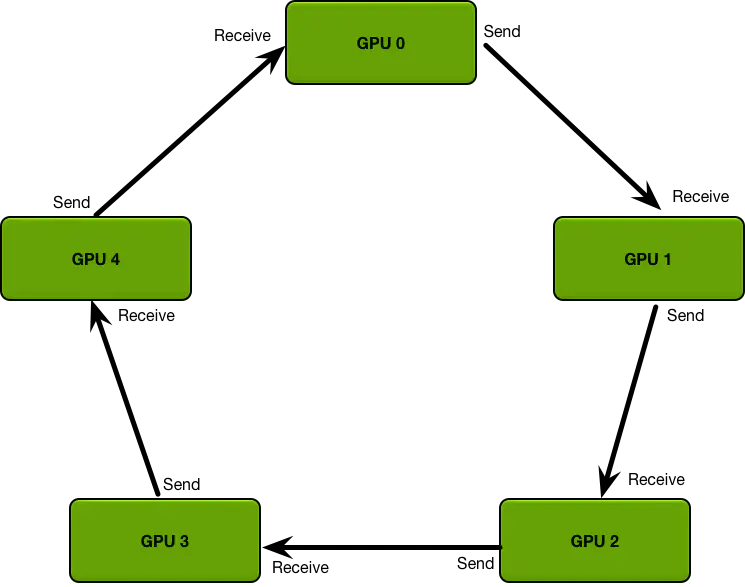 GPU 0
Send
Receive
Send
Receive
GPU 4
GPU 1
Receive
Send
Send
Receive
GPU 3
GPU 2
Receive
Send